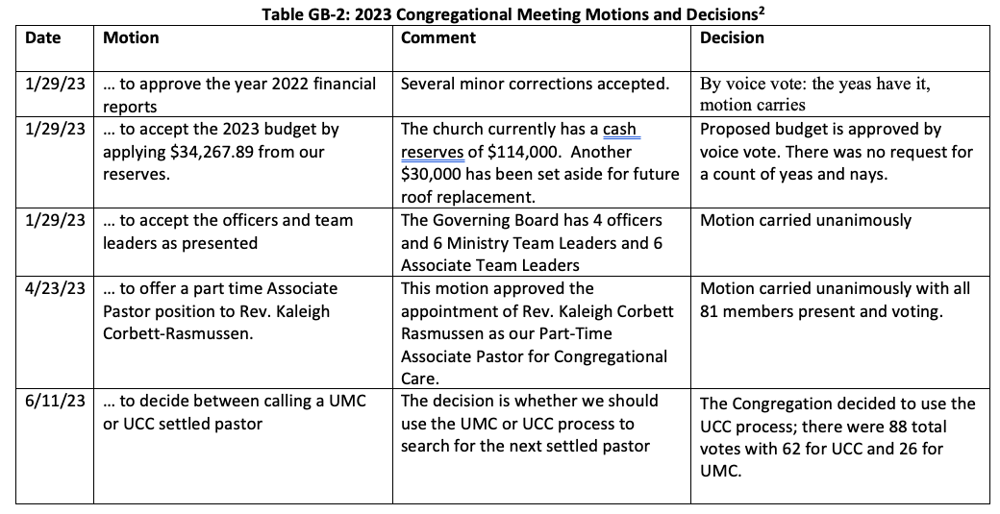 Table GB-2: 2023 Congregational Meeting Motions and Decisions²
Date Motion Comment Decision
1/29/23 ... to approve the year 2022 financial
reports
Several minor corrections accepted.
By voice vote: the yeas have it,
motion carries
1/29/23 ... to accept the 2023 budget by
applying $34,267.89 from our
reserves.
The church currently has a cash
reserves of $114,000.  Another
$30,000 has been set aside for future
roof replacement.
Proposed budget is approved by
voice vote. There was no request for
a count of yeas and nays.
1/29/23 ... to accept the officers and team
leaders as presented
The Governing Board has 4 officers
and 6 Ministry Team Leaders and 6
Associate Team Leaders
Motion carried unanimously
4/23/23 ... to offer a part time Associate
Pastor position to Rev. Kaleigh
Corbett-Rasmussen.
This motion approved the
appointment of Rev. Kaleigh Corbett
Rasmussen as our Part-Time
Associate Pastor for Congregational
Care.
Motion carried unanimously with all
81 members present and voting.
6/11/23 ... to decide between calling a UMC
or UCC settled pastor
The decision is whether we should
use the UMC or UCC process to
search for the next settled pastor
The Congregation decided to use the
UCC process; there were 88 total
votes with 62 for UCC and 26 for
UMC.